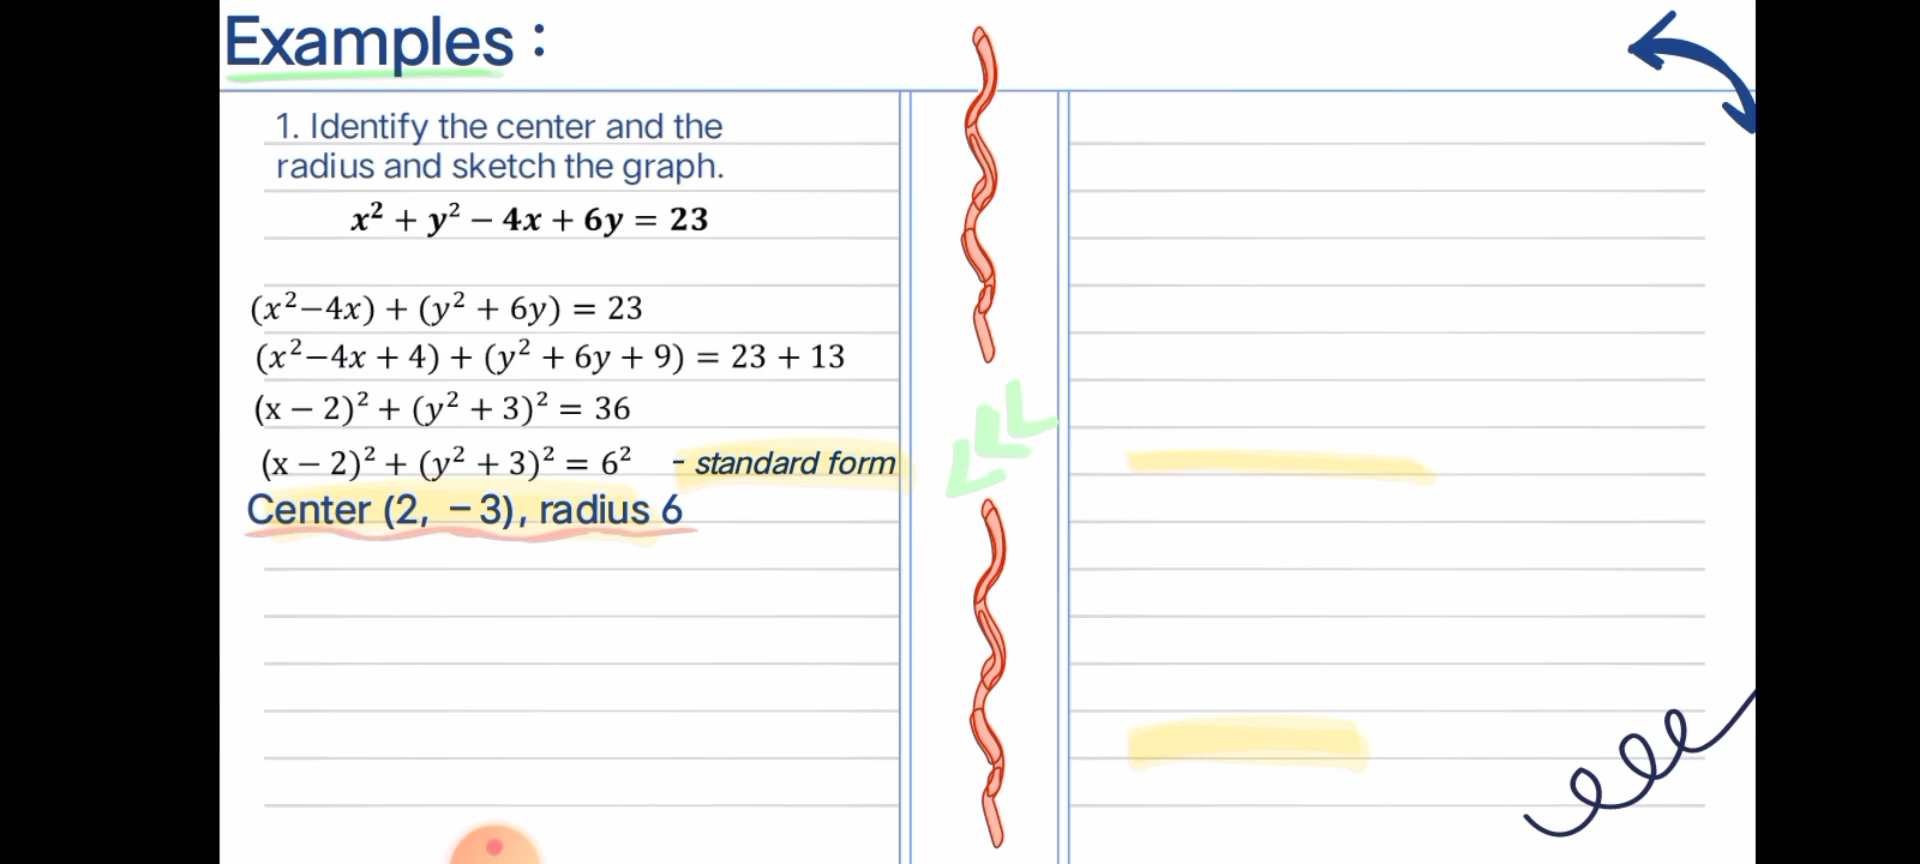 Examples :
1. Identify the center and the
radius and sketch the graph.
x² + y² − 4x + 6y = 23
(x²−4x) + (y² + 6y) = 23
(x²−4x + 4) + (y² + 6y + 9) = 23 + 13
(x − 2)² + (y² + 3)² = 36
(x − 2)² + (y² + 3)² = 6² - standard form
Center (2, −3), radius 6